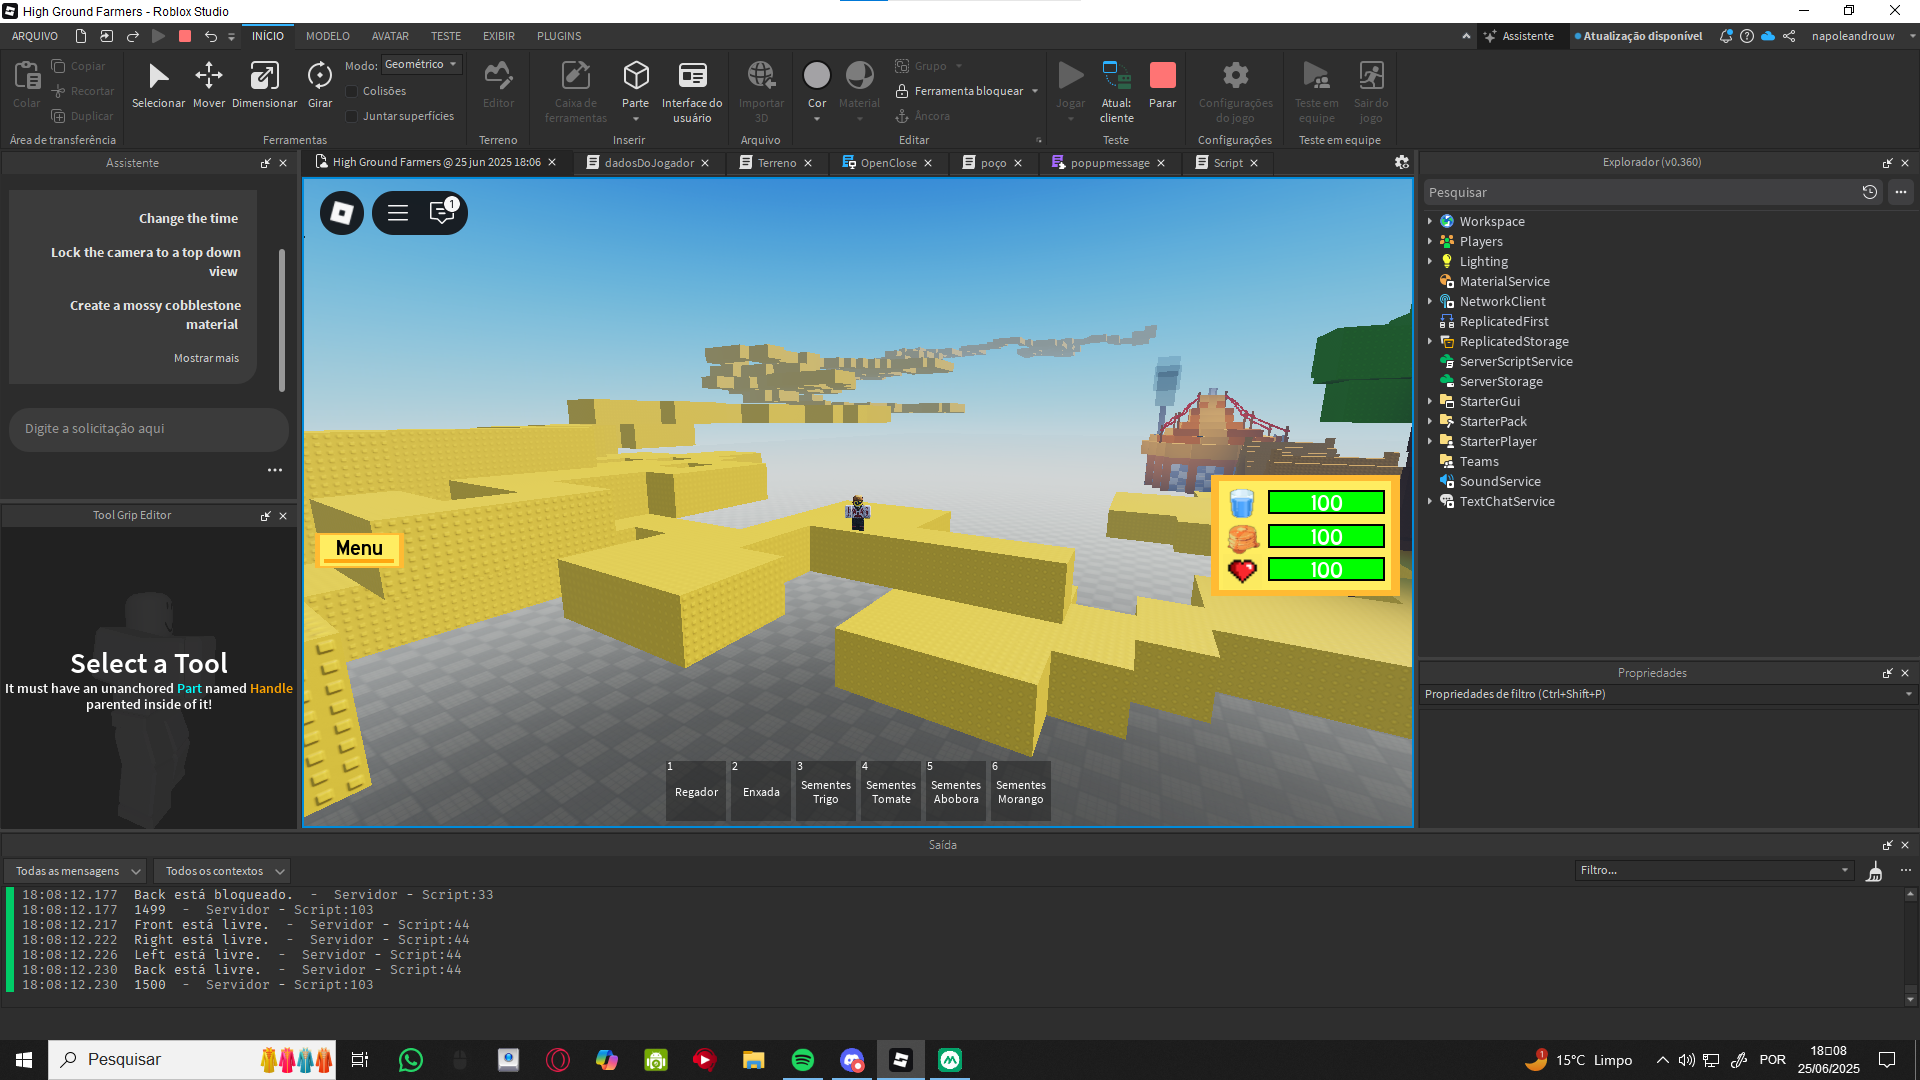 High Ground Farmers - Roblox Studio
ARQUIVO
INÍCIO
MODELO
AVATAR
TESTE
EXIBIR
PLUGINS
Assistente
Atualização disponível
napoleandrouw
Colar
Copiar
Recortar
Duplicar
Área de transferência
Selecionar
Mover
Dimensionar
Girar
Modo:
Geométrico
Colisões
Juntar superfícies
Ferramentas
Editor
Terreno
Caixa de
ferramentas
Parte
Interface do
usuário
Inserir
Importar
3D
Arquivo
Cor
Material
Grupo
Ferramenta bloquear
Âncora
Editar
Jogar
Atual:
cliente
Parar
Teste
Configurações
do jogo
Configurações
Teste em
equipe
Sair do
jogo
Teste em equipe
Assistente
High Ground Farmers @ 25 jun 2025 18:06
dadosDoJogador
Terreno
OpenClose
poço
popupmessage
Script
Explorador (v0.360)
Change the time
Lock the camera to a top down
view
Create a mossy cobblestone
material
Mostrar mais
Digite a solicitação aqui
Tool Grip Editor
Select a Tool
It must have an unanchored Part named Handle
parented inside of it!
1
Menu
100
100
100
1
Regador
2
Enxada
3
Sementes
Trigo
4
Sementes
Tomate
5
Sementes
Abobora
6
Sementes
Morango
Pesquisar
Workspace
Players
Lighting
MaterialService
NetworkClient
ReplicatedFirst
ReplicatedStorage
ServerScriptService
ServerStorage
StarterGui
StarterPack
StarterPlayer
Teams
SoundService
TextChatService
Propriedades
Propriedades de filtro (Ctrl+Shift+P)
Saída
Todas as mensagens
Todos os contextos
Filtro...
18:08:12.177 Back está bloqueado. - Servidor - Script:33
18:08:12.177 1499 - Servidor - Script:103
18:08:12.217 Front está livre. - Servidor - Script:44
18:08:12.222 Right está livre. - Servidor - Script:44
18:08:12.226 Left está livre. - Servidor - Script:44
18:08:12.230 Back está livre. - Servidor - Script:44
18:08:12.230 1500 - Servidor - Script:103
Pesquisar
1
15°C Limpo
POR
18□08
25/06/2025